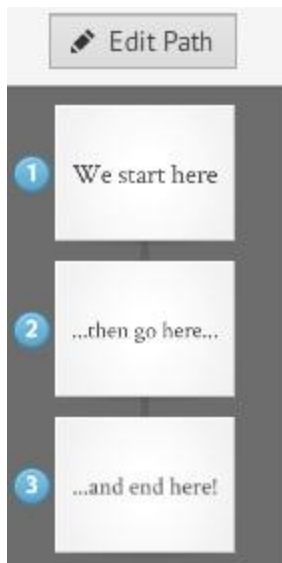 Edit Path
1
We start here
2
...then go here...
3
...and end here!